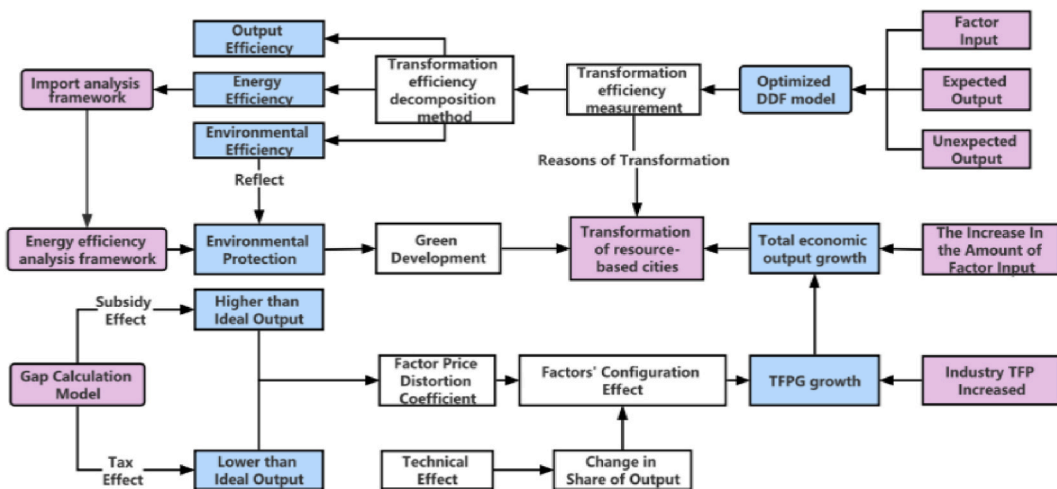 Output
Efficiency
Import analysis
framework
Energy
Efficiency
Transformation
efficiency
decomposition
method
Transformation
efficiency
measurement
Optimized
DDF model
Factor
Input
Expected
Output
Unexpected
Output
Environmental
Efficiency
Reflect
Reasons of Transformation
Energy efficiency
analysis framework
Environmental
Protection
Green
Development
Transformation
of resource-
based cities
Total economic
output growth
The Increase In
the Amount of
Factor Input
Subsidy
Effect
Higher than
Ideal Output
Gap Calculation
Model
Factor Price
Distortion
Coefficient
Factors' Configuration
Effect
TFPG growth
Industry TFP
Increased
Tax
Effect
Lower than
Ideal Output
Technical
Effect
Change in
Share of Output